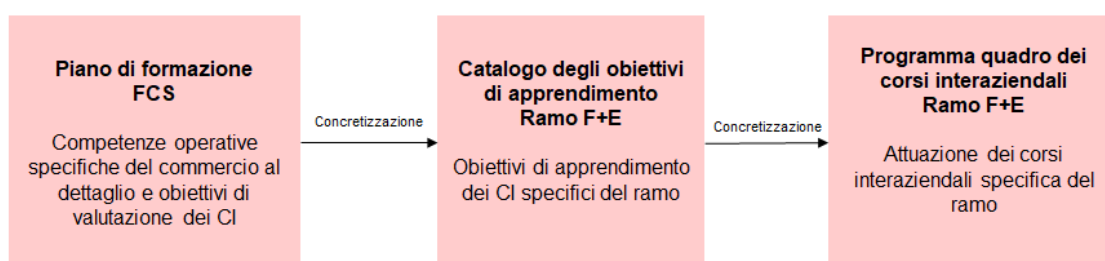 Piano di formazione
FCS
Competenze operative
specifiche del commercio al
dettaglio e obiettivi di
valutazione dei CI
Concretizzazione
Catalogo degli obiettivi
di apprendimento
Ramo F+E
Obiettivi di apprendimento
dei CI specifici del ramo
Concretizzazione
Programma quadro dei
corsi interaziendali
Ramo F+E
Attuazione dei corsi
interaziendali specifica del
ramo